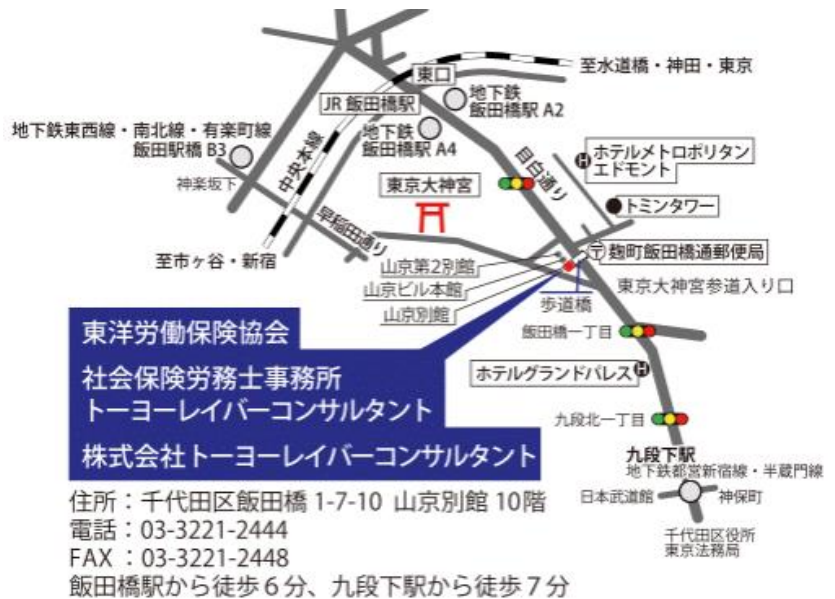 東口
至水道橋・神田・東京
JR 飯田橋駅
地下鉄
飯田橋駅 A2
地下鉄
飯田橋駅 A4
地下鉄東西線・南北線・有楽町線
飯田駅橋 B3
神楽坂下
中央本線
目白通り
ホテルメトロポリタン
エドモント
東京大神宮
トミンタワー
早稲田通り
至市ヶ谷・新宿
山京第2別館
山京ビル本館
山京別館
〒麹町飯田橋通郵便局
歩道橋
東京大神宮参道入り口
飯田橋一丁目
ホテルグランドパレス
九段北一丁目
九段下駅
地下鉄都営新宿線・半蔵門線
日本武道館
神保町
千代田区役所
東京法務局
東洋労働保険協会
社会保険労務士事務所
トーヨーレイバーコンサルタント
株式会社トーヨーレイバーコンサルタント
住所：千代田区飯田橋 1-7-10 山京別館 10階
電話：03-3221-2444
FAX ：03-3221-2448
飯田橋駅から徒歩６分、九段下駅から徒歩７分